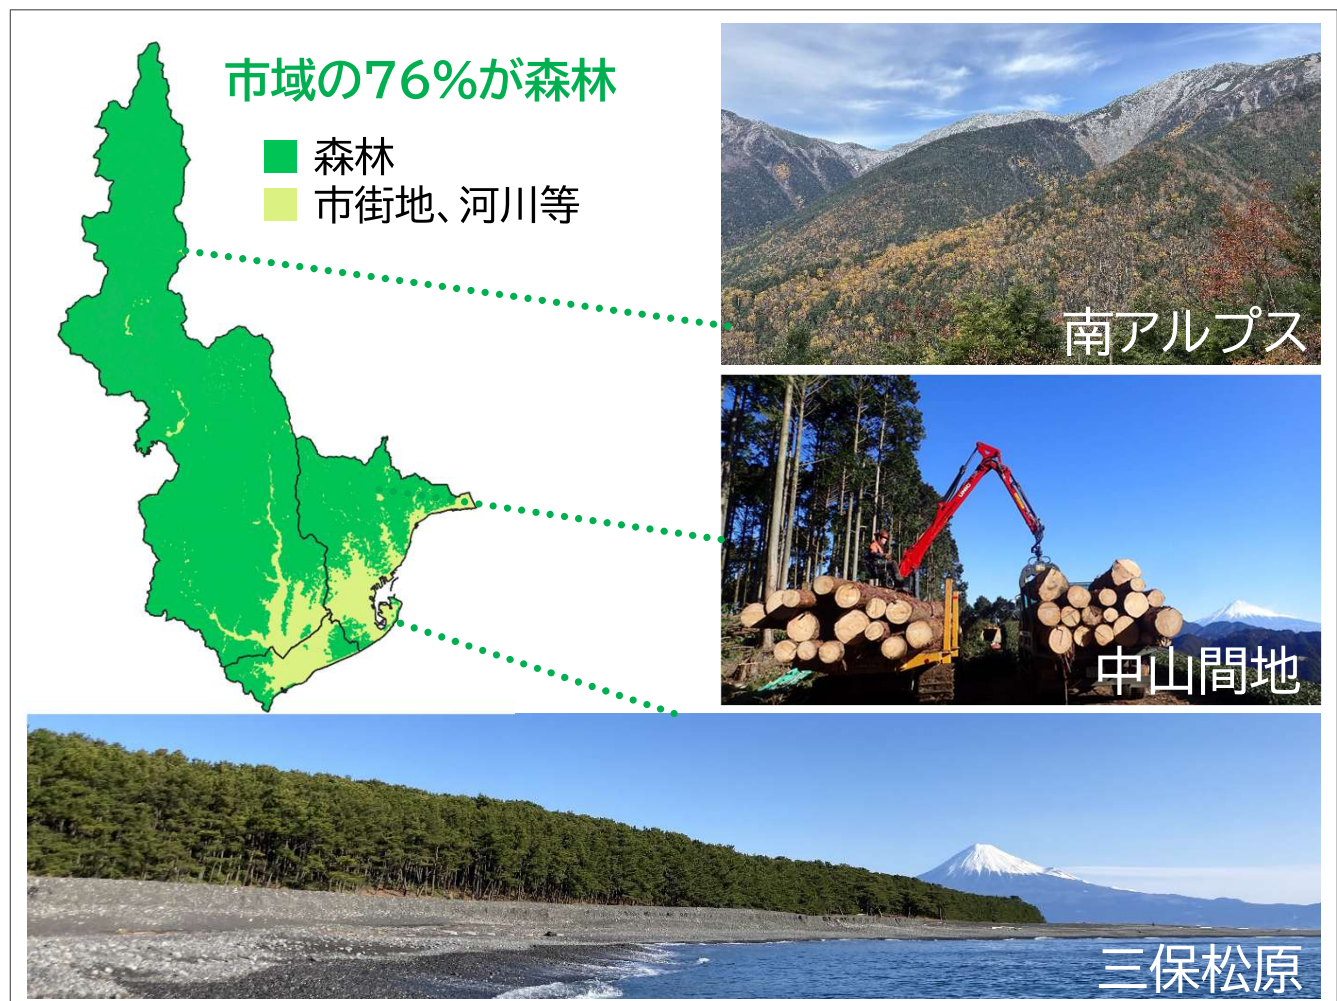 市域の76%が森林
森林
市街地、河川等
南アルプス
中山間地
三保松原